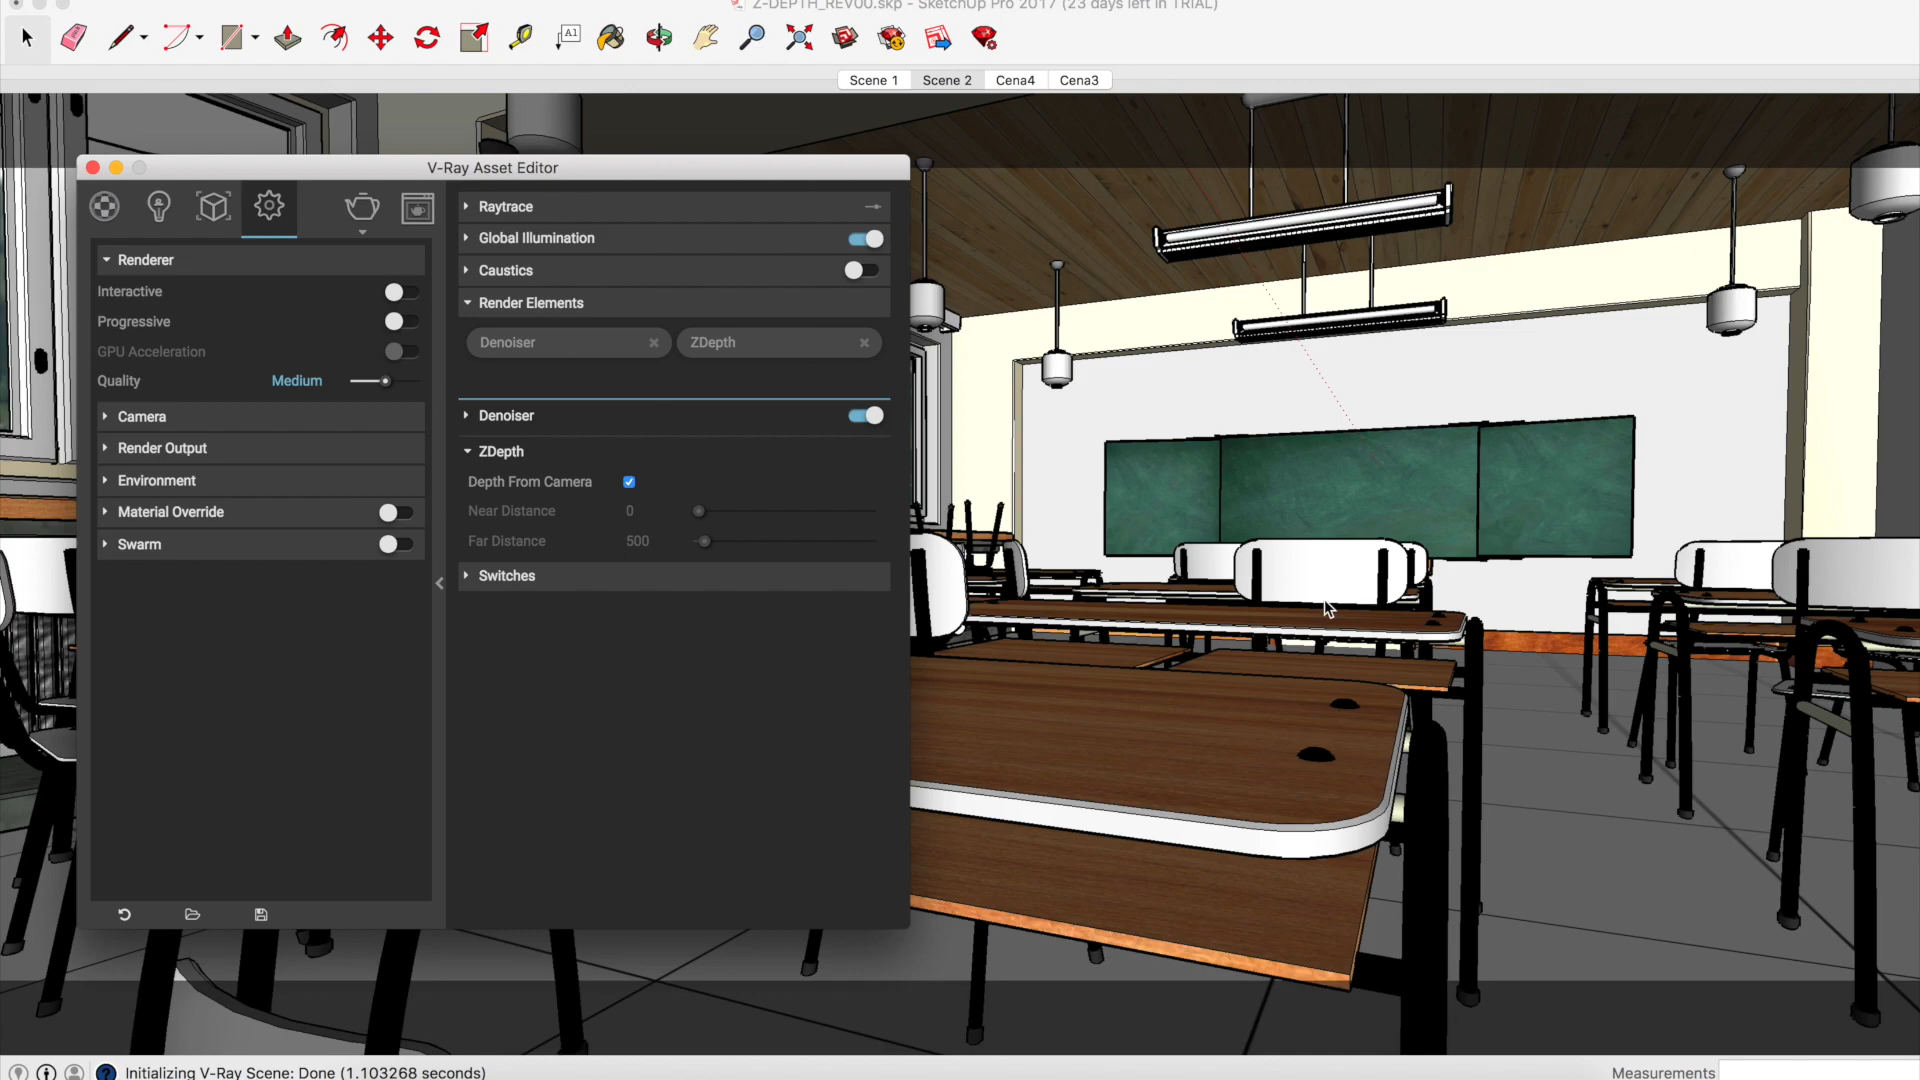 Z-DEPTH_REV00.skp - SketchUp Pro 2017 (23 days left in TRIAL)
A1
Scene 1
Scene 2
Cena4
Cena3
V-Ray Asset Editor
Renderer
Interactive
Progressive
GPU Acceleration
Quality Medium
Camera
Render Output
Environment
Material Override
Swarm
Raytrace
Global Illumination
Caustics
Render Elements
Denoiser
ZDepth
Denoiser
ZDepth
Depth From Camera
Near Distance 0
Far Distance 500
Switches
Initializing V-Ray Scene: Done (1.103268 seconds)
Measurements